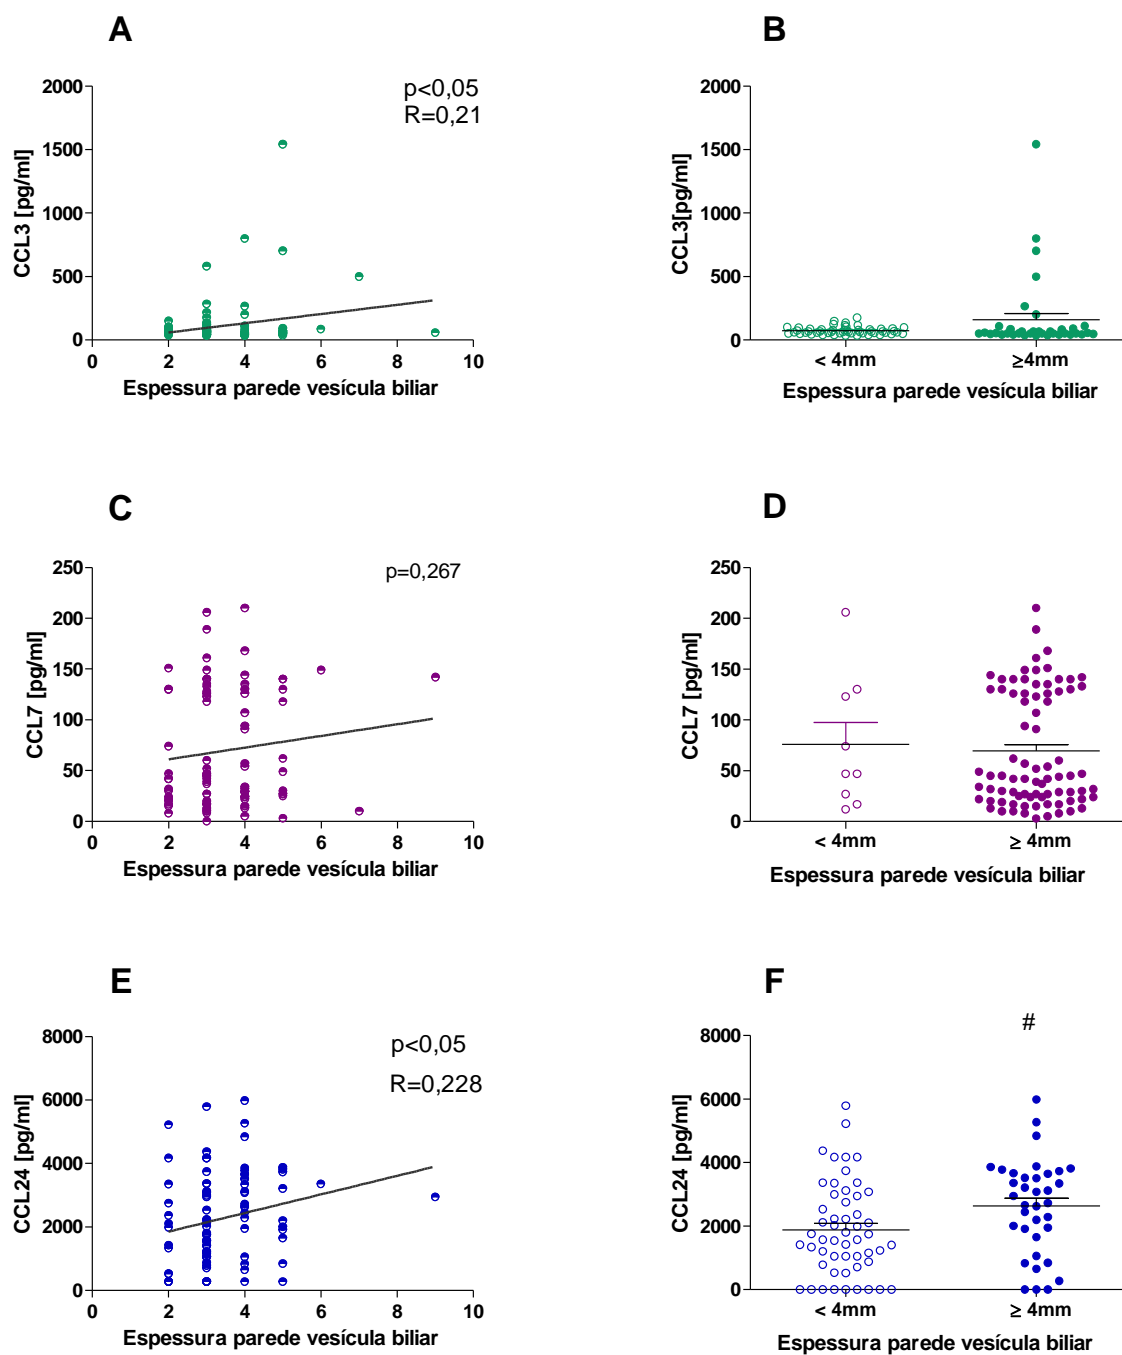 A
p<0,05
R=0,21
CCL3 [pg/ml]
2000
1500
1000
500
0
0 2 4 6 8 10
Espessura parede vesícula biliar
B
CCL3[pg/ml]
2000
1500
1000
500
0
< 4mm ≥4mm
Espessura parede vesícula biliar
C
p=0,267
CCL7 [pg/ml]
250
200
150
100
50
0
0 2 4 6 8 10
Espessura parede vesícula biliar
D
CCL7 [pg/ml]
250
200
150
100
50
0
< 4mm ≥ 4mm
Espessura parede vesícula biliar
E
p<0,05
R=0,228
CCL24 [pg/ml]
8000
6000
4000
2000
0
0 2 4 6 8 10
Espessura parede vesícula biliar
F
#
CCL24 [pg/ml]
8000
6000
4000
2000
0
< 4mm ≥ 4mm
Espessura parede vesícula biliar